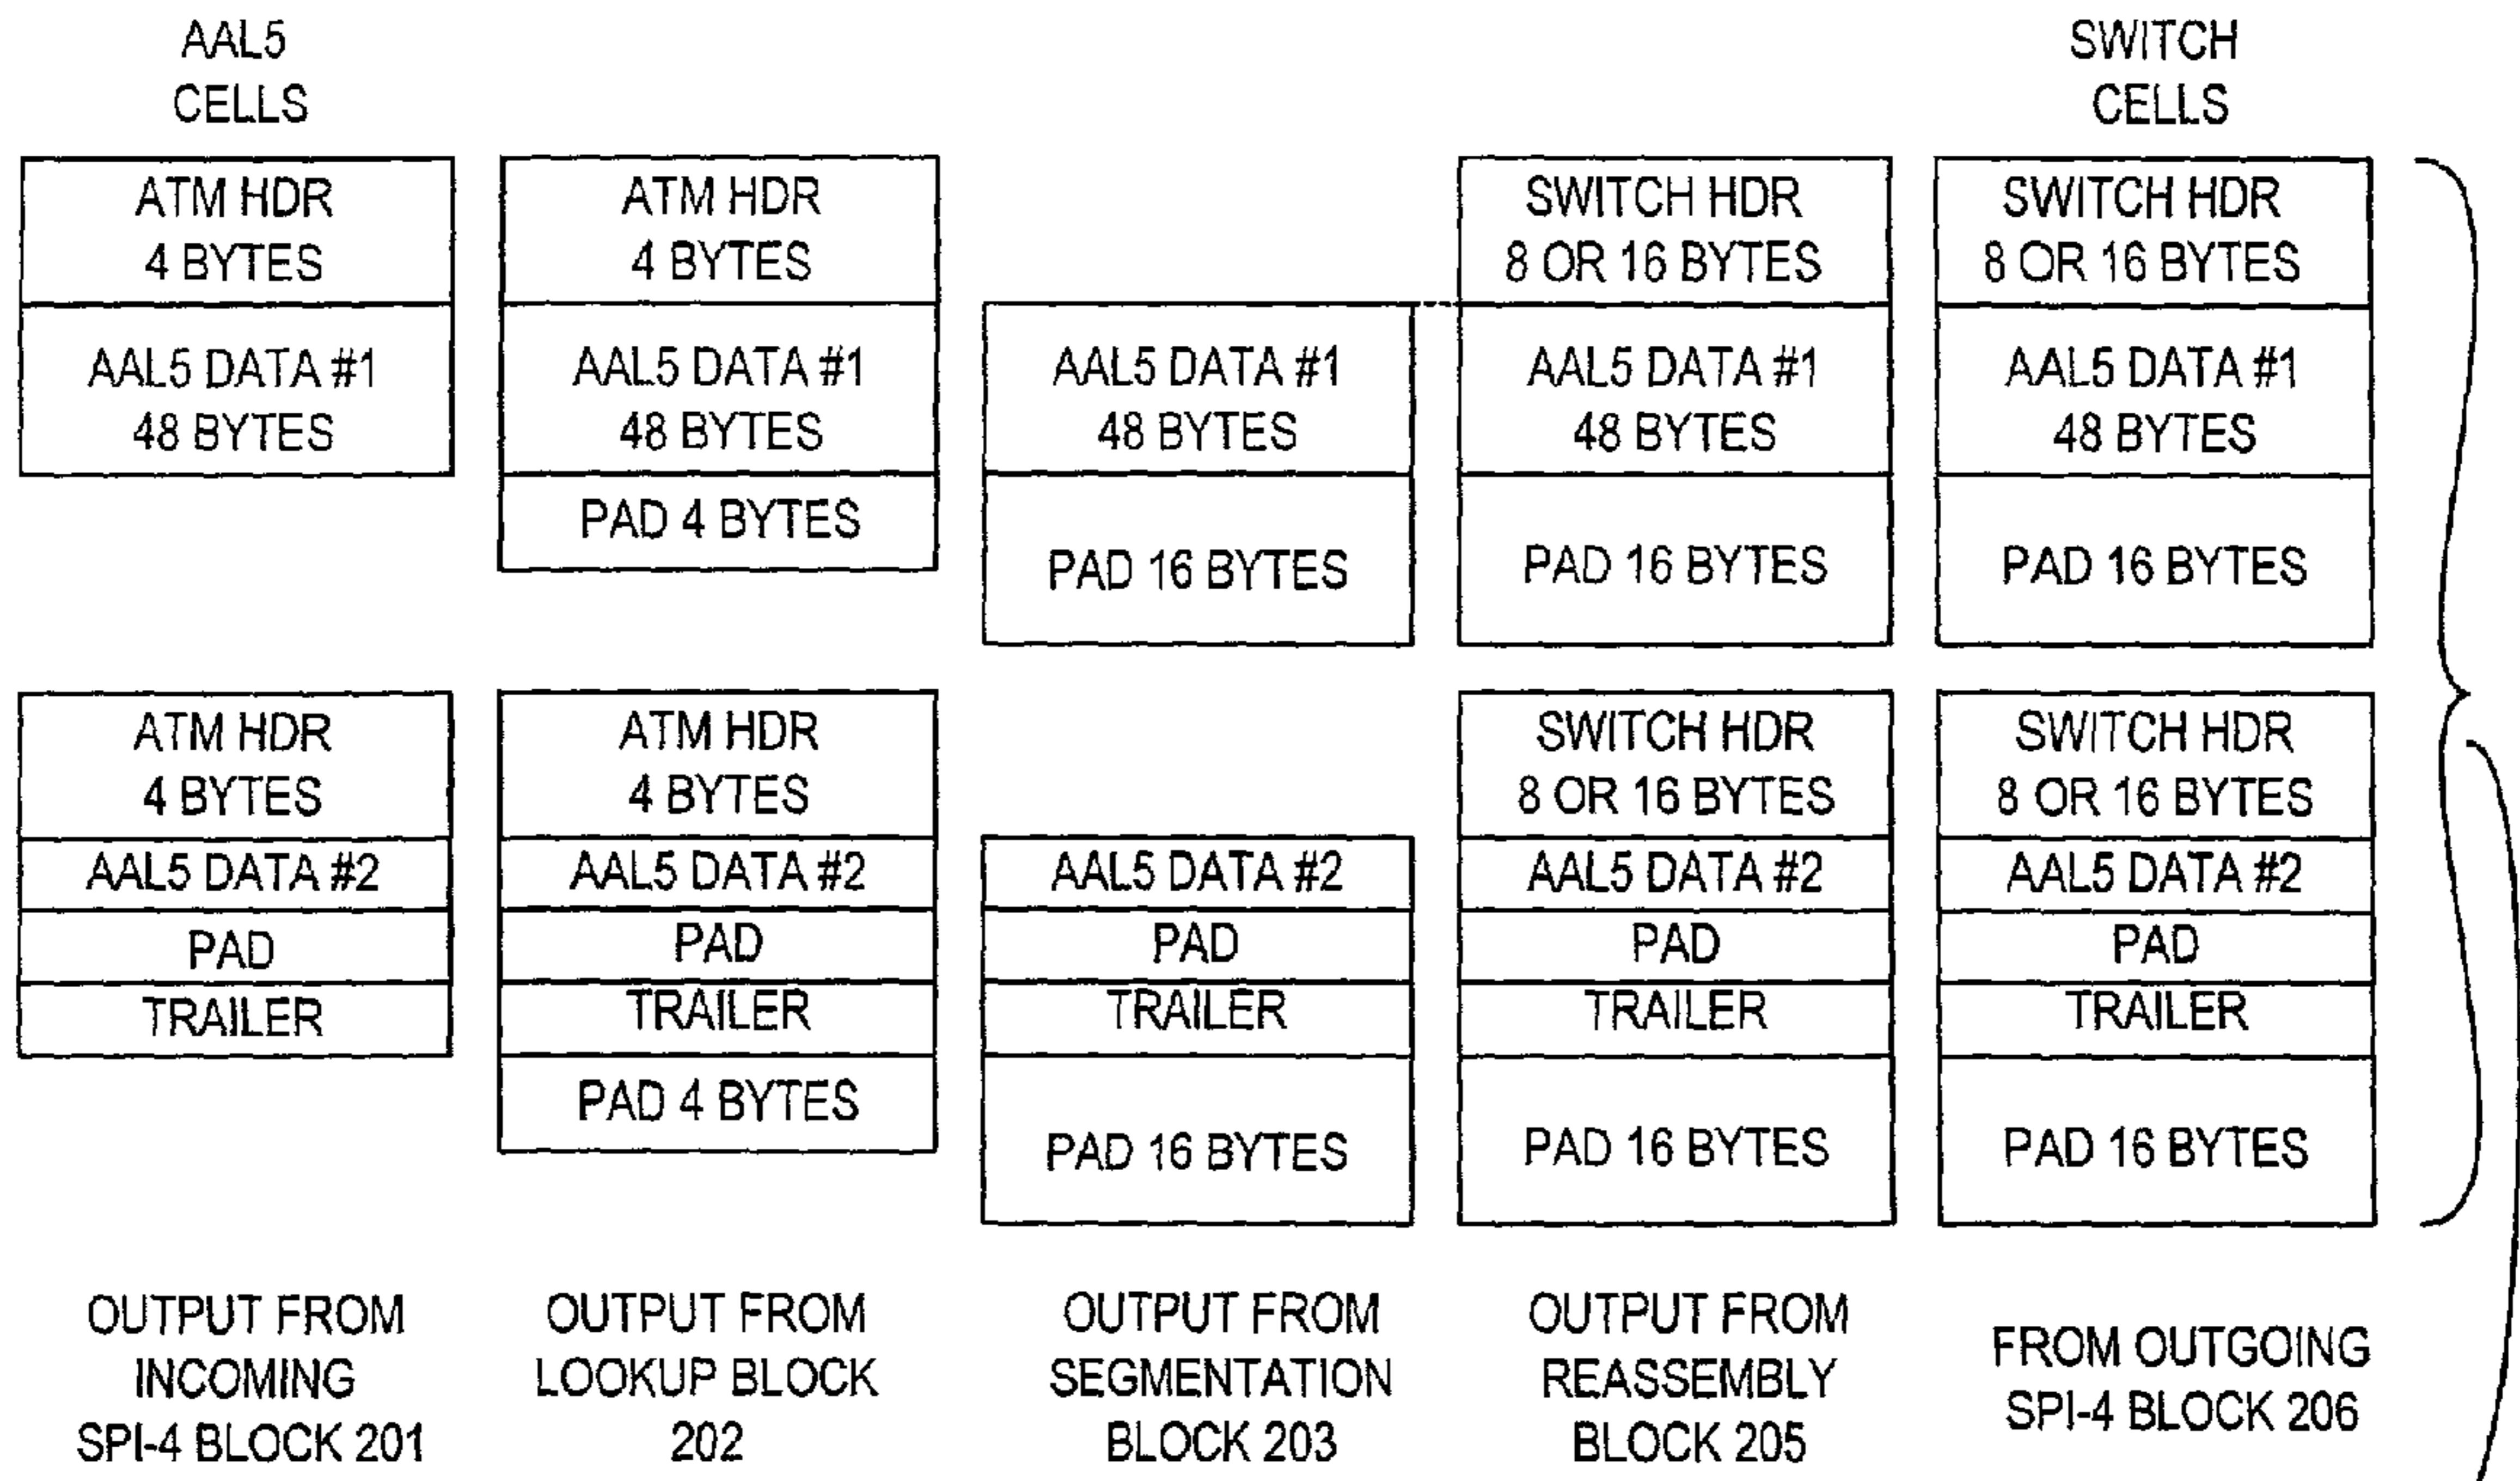 AAL5
CELLS
SWITCH
CELLS
ATM HDR
4 BYTES
AAL5 DATA #1
48 BYTES
ATM HDR
4 BYTES
AAL5 DATA #1
48 BYTES
PAD 4 BYTES
AAL5 DATA #1
48 BYTES
PAD 16 BYTES
SWITCH HDR
8 OR 16 BYTES
AAL5 DATA #1
48 BYTES
PAD 16 BYTES
SWITCH HDR
8 OR 16 BYTES
AAL5 DATA #1
48 BYTES
PAD 16 BYTES
ATM HDR
4 BYTES
AAL5 DATA #2
PAD
TRAILER
ATM HDR
4 BYTES
AAL5 DATA #2
PAD
TRAILER
PAD 4 BYTES
AAL5 DATA #2
PAD
TRAILER
PAD 16 BYTES
SWITCH HDR
8 OR 16 BYTES
AAL5 DATA #2
PAD
TRAILER
PAD 16 BYTES
SWITCH HDR
8 OR 16 BYTES
AAL5 DATA #2
PAD
TRAILER
PAD 16 BYTES
OUTPUT FROM
INCOMING
SPI-4 BLOCK 201
OUTPUT FROM
LOOKUP BLOCK
202
OUTPUT FROM
SEGMENTATION
BLOCK 203
OUTPUT FROM
REASSEMBLY
BLOCK 205
FROM OUTGOING
SPI-4 BLOCK 206